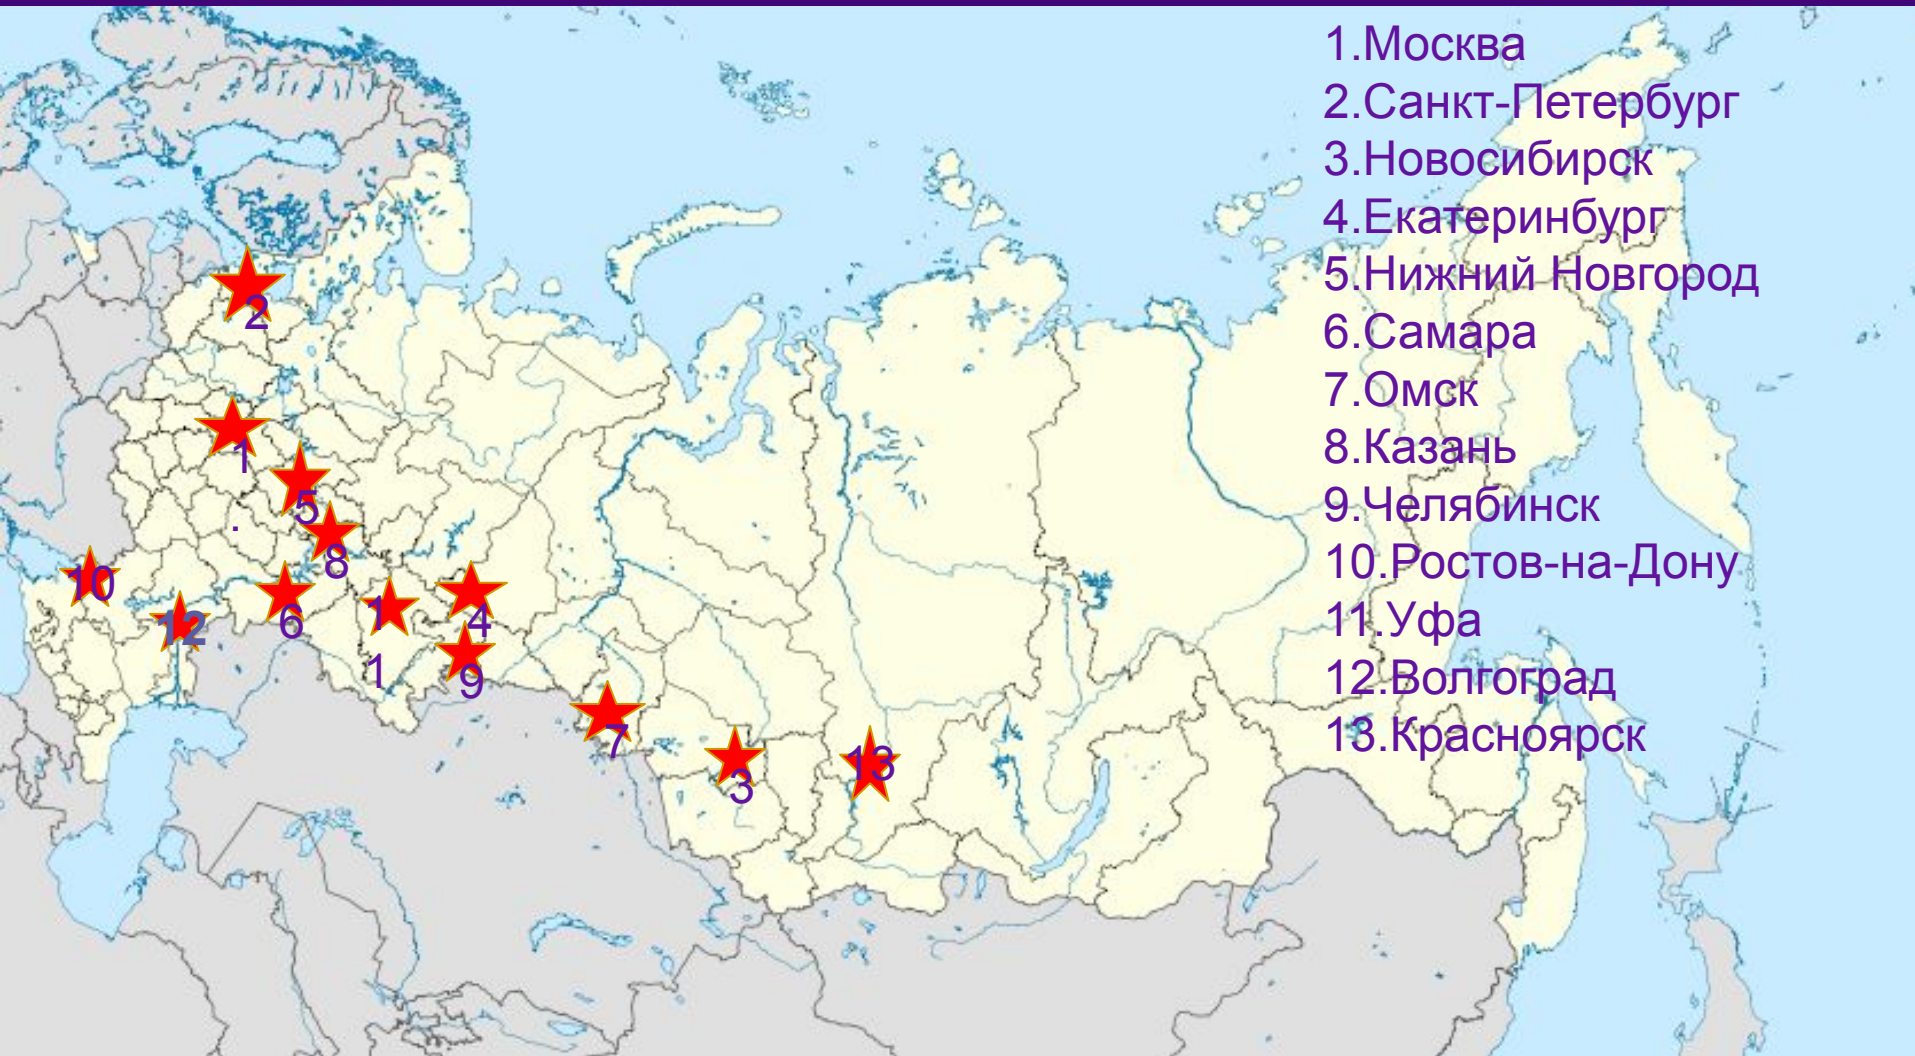 1.Москва
2.Санкт-Петербург
3.Новосибирск
4.Екатеринбург
5.Нижний Новгород
6.Самара
7.Омск
8.Казань
9.Челябинск
10.Ростов-на-Дону
11.Уфа
12.Волгоград
13.Красноярск
2
1
.
5
8
10
12
6
1
1
4
9
7
3
13